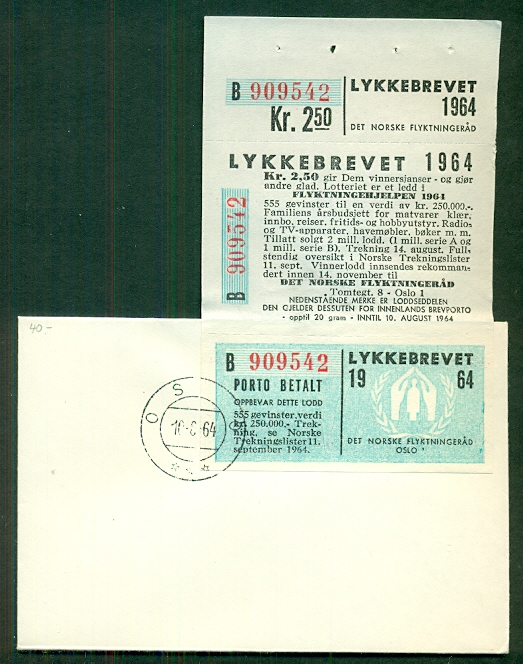 B 909542
Kr. 2 50
LYKKEBREVET
1964
DET NORSKE FLYKTNINGERÅD
LYKKEBREVET 1964
Kr. 2,50 gir Dem vinnersjanser - og gjør
andre glad. Lotteriet er et ledd i
FLYKTNINGEHJELPEN 1964
555 gevinster til en verdi av kr. 250.000,-
Familiens årsbudsjett for matvarer klær,
innbo, reiser, fritids- og hobbyutstyr. Radio-
og TV-apparater, havemøbler, bøker m. m.
Tillatt solgt 2 mill. lodd. (1 mill. serie A og
1 mill. serie B). Trekning 14. august. Full-
stendig oversikt i Norske Trekningslister
11. sept. Vinnerlodd innsendes rekomman-
dert innen 14. november til
DET NORSKE FLYKTNINGERÅD
Tomtegt. 8 - Oslo 1
NEDENSTÅENDE MERKE ER LODDSEDDELEN
DEN GJELDER DESSUTEN FOR INNENLANDS BREVPORTO
- opptil 20 gram - INNTIL 10. AUGUST 1964
B 909542
40-
B 909542
PORTO BETALT
OPPBEVAR DETTE LODD
555 gevinster, verdi
kr. 250.000,- Trek-
ning, se Norske
Trekningslister 11.
september 1964.
LYKKEBREVET
19 64
DET NORSKE FLYKTNINGERÅD
OSLO
OSLO
64